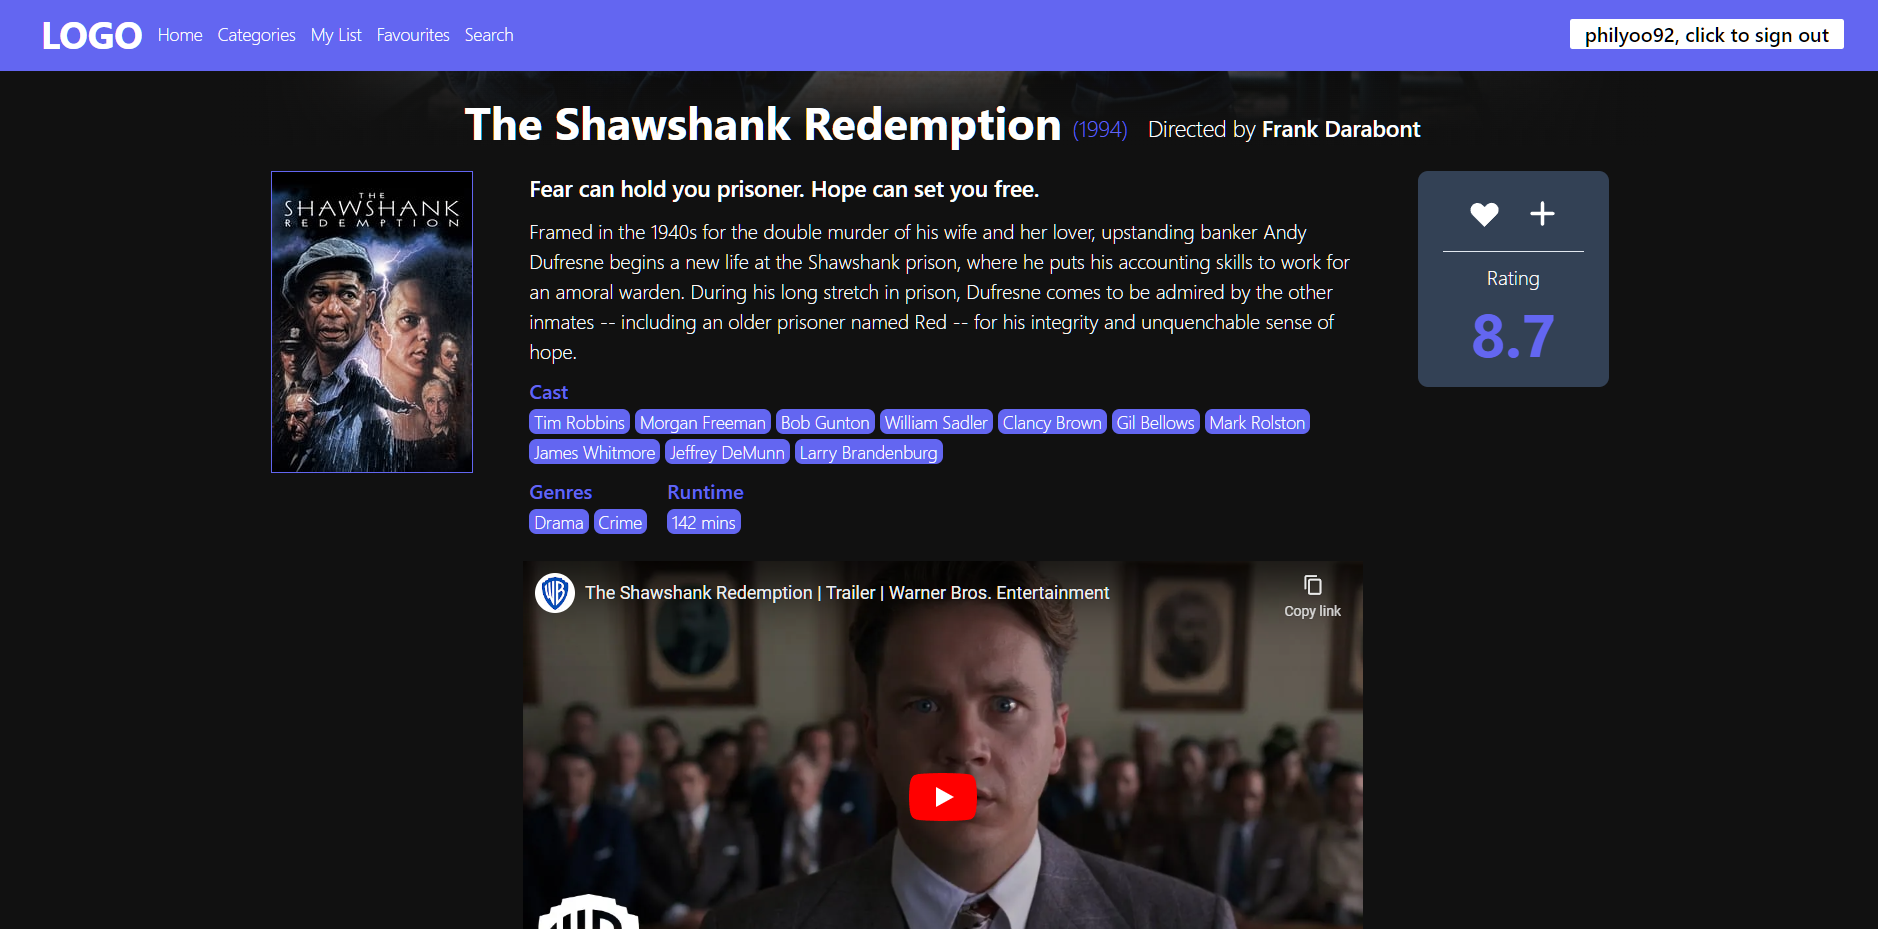 LOGO Home Categories My List Favourites Search philyoo92, click to sign out
The Shawshank Redemption (1994) Directed by Frank Darabont
THE
SHAWSHANK
REDEMPTION
Fear can hold you prisoner. Hope can set you free.
Framed in the 1940s for the double murder of his wife and her lover, upstanding banker Andy
Dufresne begins a new life at the Shawshank prison, where he puts his accounting skills to work for
an amoral warden. During his long stretch in prison, Dufresne comes to be admired by the other
inmates -- including an older prisoner named Red -- for his integrity and unquenchable sense of
hope.
Cast
Tim Robbins Morgan Freeman Bob Gunton William Sadler Clancy Brown Gil Bellows Mark Rolston
James Whitmore Jeffrey DeMunn Larry Brandenburg
Genres Runtime
Drama Crime 142 mins
Rating
8.7
WB The Shawshank Redemption | Trailer | Warner Bros. Entertainment
Copy link
WB